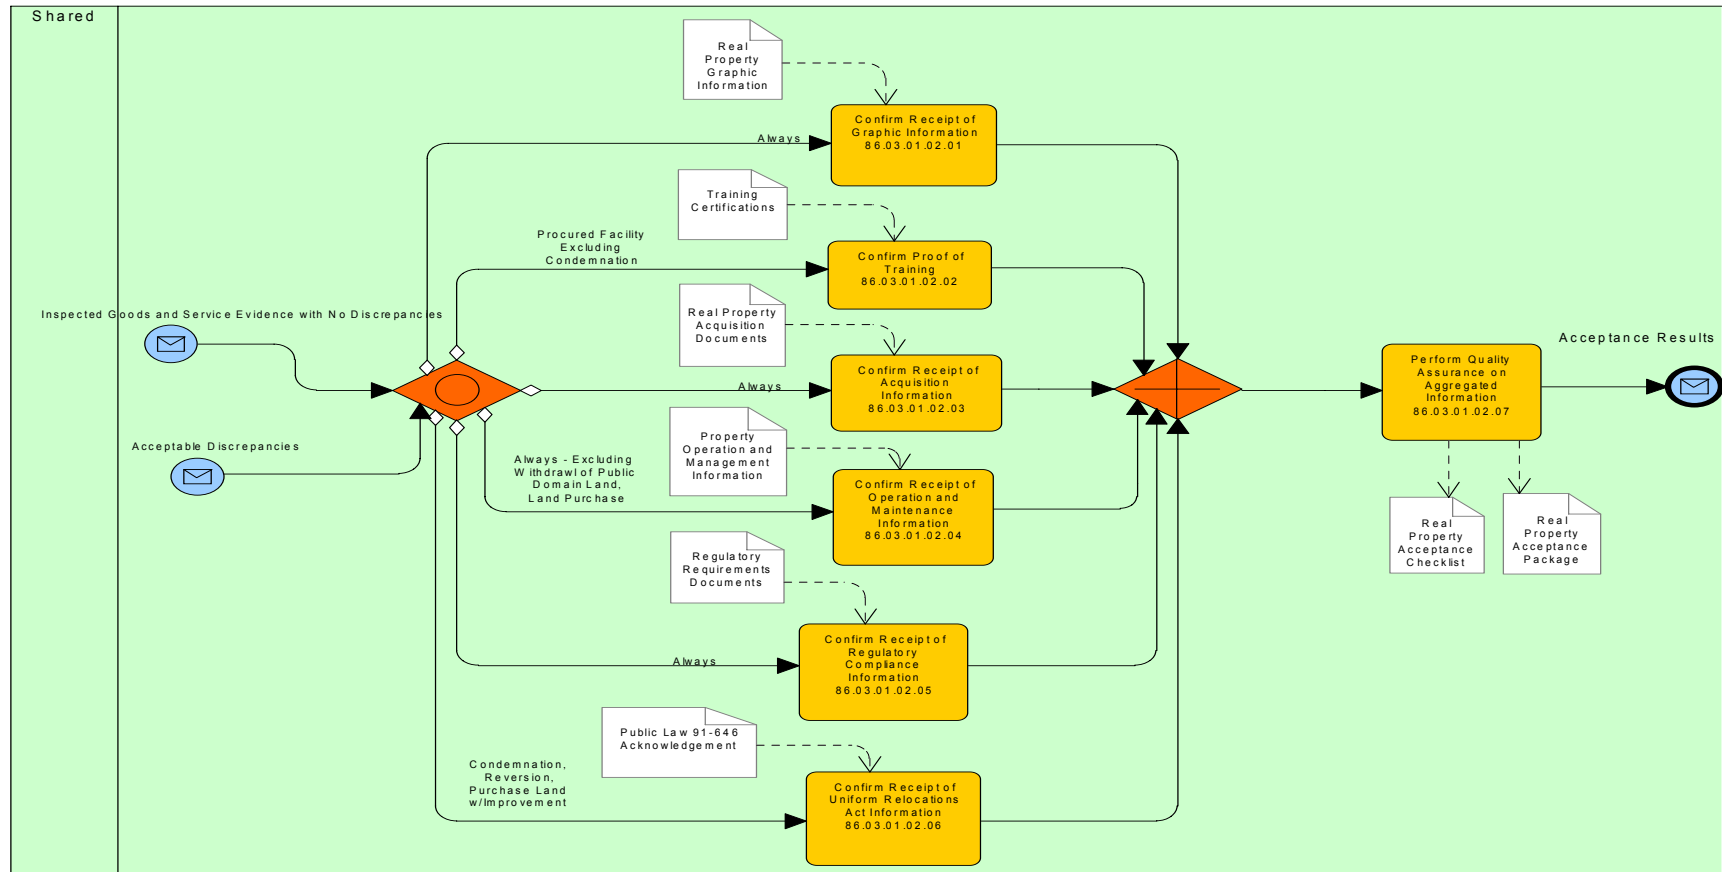 Shared
Real
Property
Graphic
Information
Confirm Receipt of
Graphic Information
86.03.01.02.01
Always
Training
Certifications
Procured Facility
Excluding
Condemnation
Confirm Proof of
Training
86.03.01.02.02
Inspected Goods and Service Evidence with No Discrepancies
Real Property
Acquisition
Documents
Acceptance Results
Confirm Receipt of
Acquisition
Information
86.03.01.02.03
Always
Perform Quality
Assurance on
Aggregated
Information
86.03.01.02.07
Acceptable Discrepancies
Property
Operation and
Management
Information
Always - Excluding
Withdrawl of Public
Domain Land,
Land Purchase
Confirm Receipt of
Operation and
Maintenance
Information
86.03.01.02.04
Real
Property
Acceptance
Checklist
Real
Property
Acceptance
Package
Regulatory
Requirements
Documents
Always
Confirm Receipt of
Regulatory
Compliance
Information
86.03.01.02.05
Public Law 91-646
Acknowledgement
Condemnation,
Reversion,
Purchase Land
w/Improvement
Confirm Receipt of
Uniform Relocations
Act Information
86.03.01.02.06